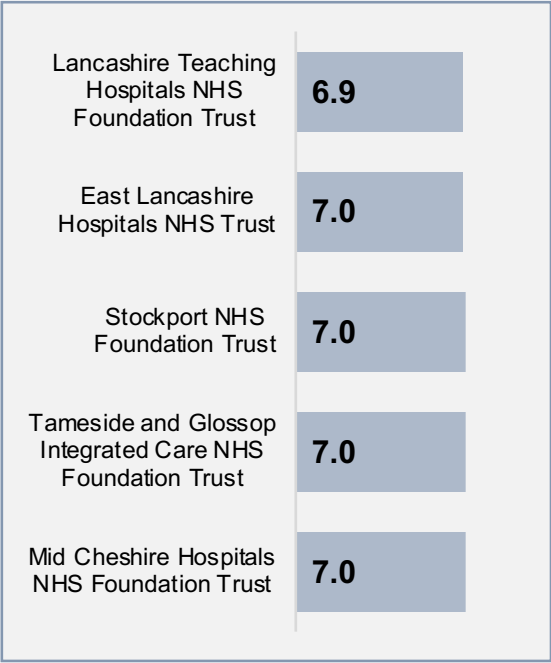 Lancashire Teaching
Hospitals NHS
Foundation Trust
6.9
East Lancashire
Hospitals NHS Trust
7.0
Stockport NHS
Foundation Trust
7.0
Tameside and Glossop
Integrated Care NHS
Foundation Trust
7.0
Mid Cheshire Hospitals
NHS Foundation Trust
7.0